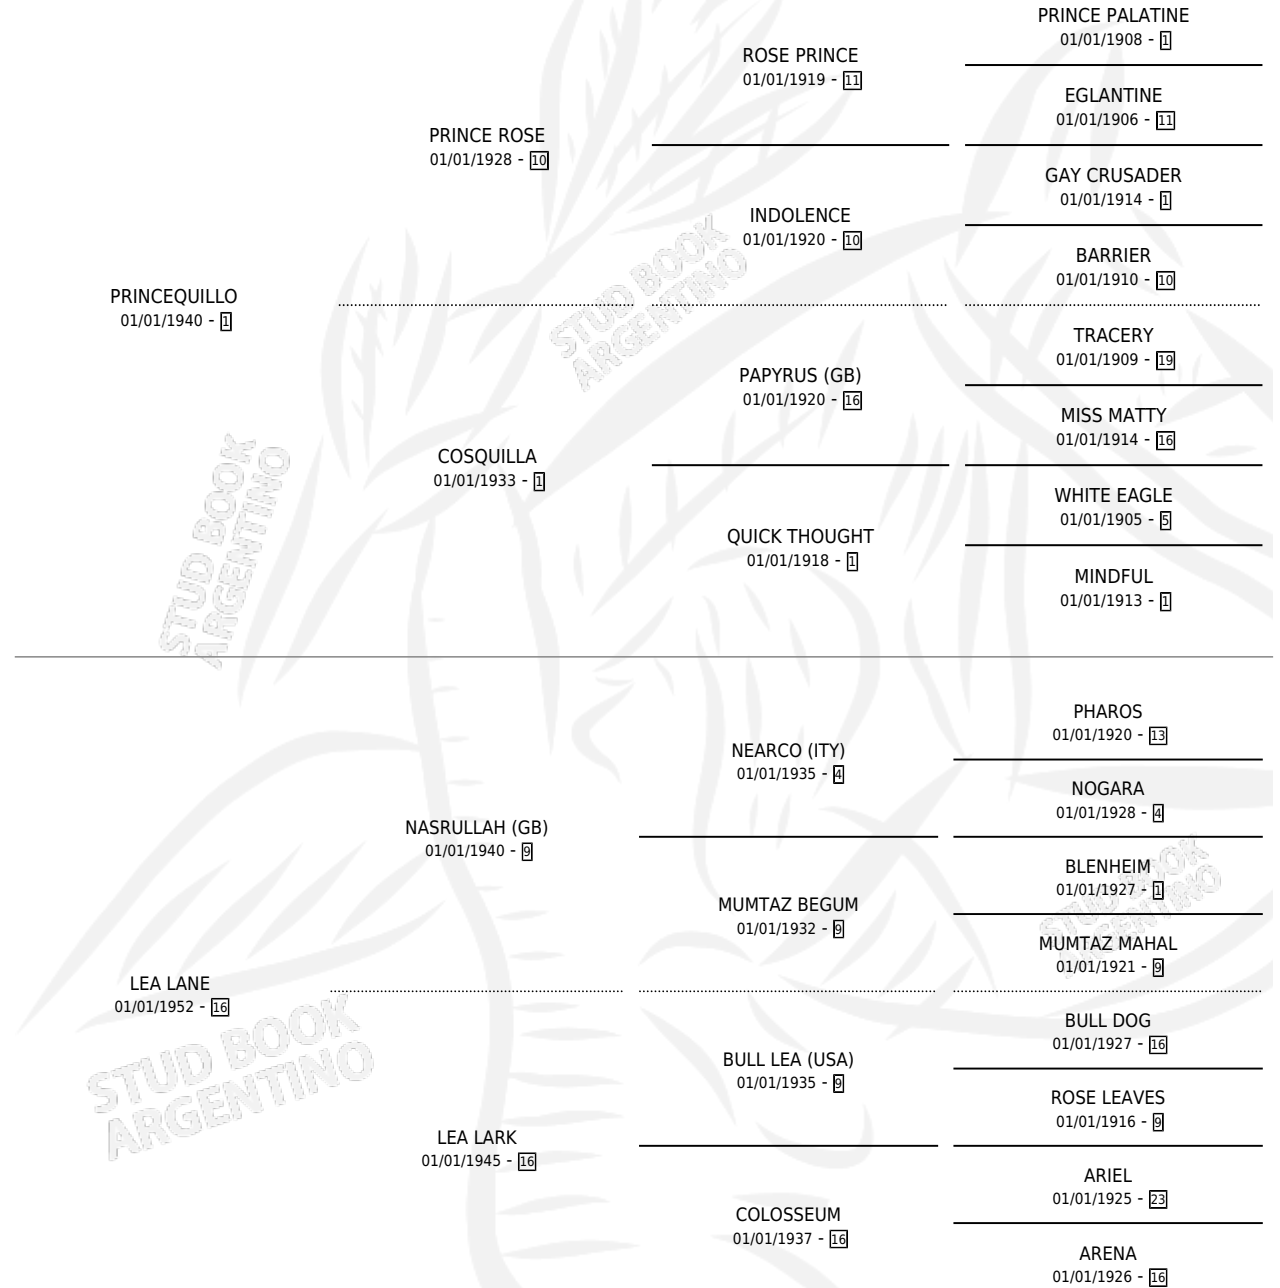 PRINCE PALATINE
01/01/1908 - 1
ROSE PRINCE
01/01/1919 - 11
EGLANTINE
01/01/1906 - 11
PRINCE ROSE
01/01/1928 - 10
GAY CRUSADER
01/01/1914 - 1
INDOLENCE
01/01/1920 - 10
BARRIER
01/01/1910 - 10
PRINCEQUILLO
01/01/1940 - 1
STUD BOOK
ARGENTINO
TRACERY
01/01/1909 - 19
PAPYRUS (GB)
01/01/1920 - 16
MISS MATTY
01/01/1914 - 16
COSQUILLA
01/01/1933 - 1
WHITE EAGLE
01/01/1905 - 5
QUICK THOUGHT
01/01/1918 - 1
MINDFUL
01/01/1913 - 1
STUD BOOK
ARGENTINO
PHAROS
01/01/1920 - 13
NEARCO (ITY)
01/01/1935 - 4
NOGARA
01/01/1928 - 4
NASRULLAH (GB)
01/01/1940 - 9
BLENHEIM
01/01/1927 - 1
MUMTAZ BEGUM
01/01/1932 - 9
MUMTAZ MAHAL
01/01/1921 - 9
STUD BOOK
ARGENTINO
LEA LANE
01/01/1952 - 16
BULL DOG
01/01/1927 - 16
BULL LEA (USA)
01/01/1935 - 9
ROSE LEAVES
01/01/1916 - 9
STUD BOOK
ARGENTINO
LEA LARK
01/01/1945 - 16
ARIEL
01/01/1925 - 23
COLOSSEUM
01/01/1937 - 16
ARENA
01/01/1926 - 16